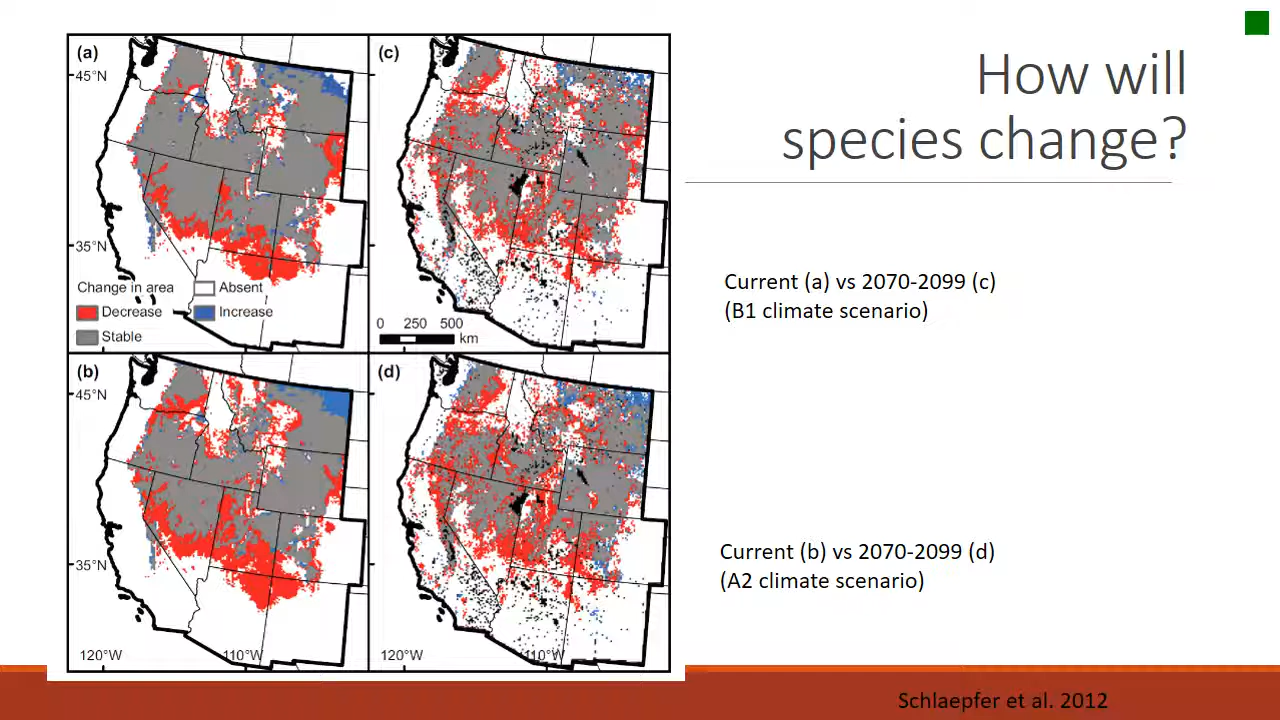 How will
species change?
(a)
(c)
45°N
35°N
Change in area
Absent
Decrease
Increase
Stable
0 250 500
km
Current (a) vs 2070-2099 (c)
(B1 climate scenario)
(b)
(d)
45°N
35°N
120°W
110°W
120°W
110°W
Current (b) vs 2070-2099 (d)
(A2 climate scenario)
Schlaepfer et al. 2012